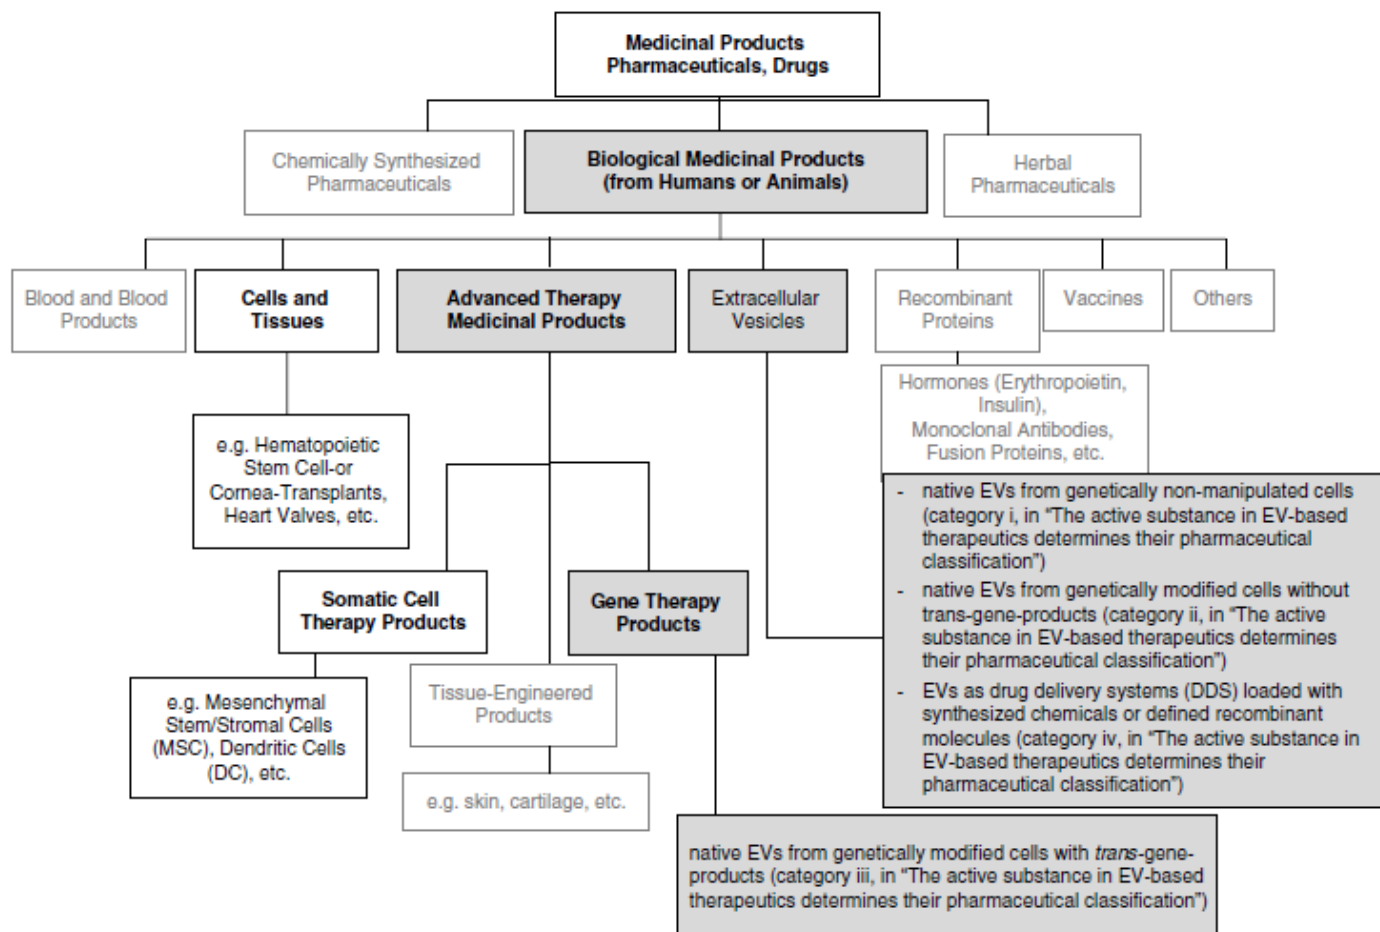 Medicinal Products
Pharmaceuticals, Drugs
Chemically Synthesized
Pharmaceuticals
Biological Medicinal Products
(from Humans or Animals)
Herbal
Pharmaceuticals
Blood and Blood
Products
Cells and
Tissues
Advanced Therapy
Medicinal Products
Extracellular
Vesicles
Recombinant
Proteins
Vaccines
Others
Hormones (Erythropoietin,
Insulin),
Monoclonal Antibodies,
Fusion Proteins, etc.
e.g. Hematopoietic
Stem Cell-or
Cornea-Transplants,
Heart Valves, etc.
- native EVs from genetically non-manipulated cells
(category i, in “The active substance in EV-based
therapeutics determines their pharmaceutical
classification”)
- native EVs from genetically modified cells without
trans-gene-products (category ii, in “The active
substance in EV-based therapeutics determines
their pharmaceutical classification”)
- EVs as drug delivery systems (DDS) loaded with
synthesized chemicals or defined recombinant
molecules (category iv, in “The active substance in
EV-based therapeutics determines their
pharmaceutical classification”)
Somatic Cell
Therapy Products
Gene Therapy
Products
Tissue-Engineered
Products
e.g. Mesenchymal
Stem/Stromal Cells
(MSC), Dendritic Cells
(DC), etc.
e.g. skin, cartilage, etc.
native EVs from genetically modified cells with trans-gene-
products (category iii, in “The active substance in EV-based
therapeutics determines their pharmaceutical classification”)